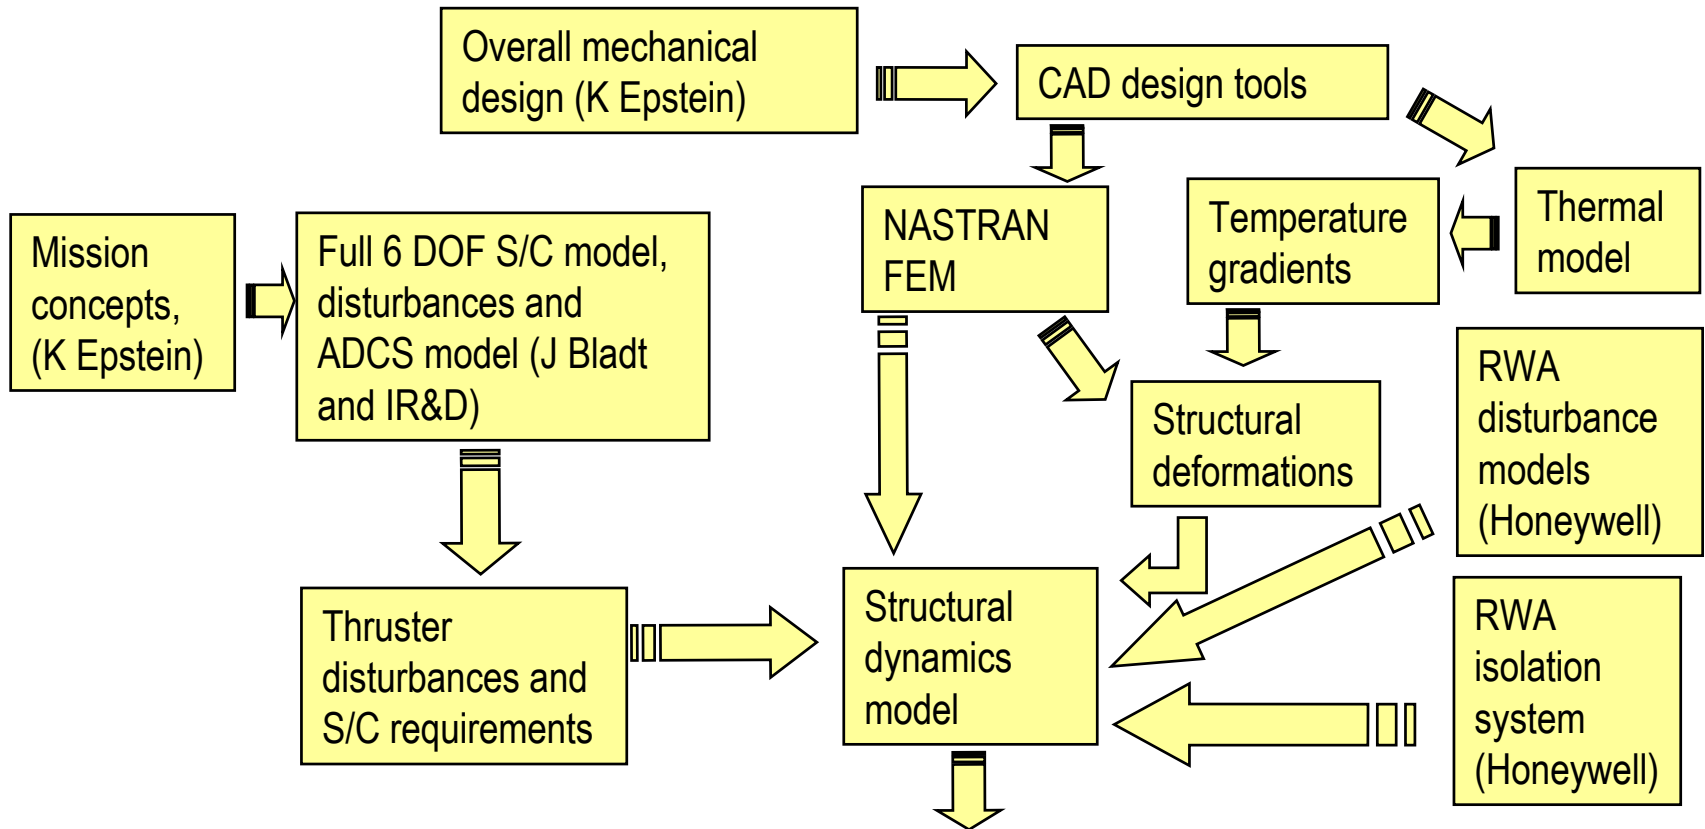 Overall mechanical
design (K Epstein)
CAD design tools
Mission
concepts,
(K Epstein)
Full 6 DOF S/C model,
disturbances and
ADCS model (J Bladt
and IR&D)
NASTRAN
FEM
Temperature
gradients
Thermal
model
Structural
deformations
RWA
disturbance
models
(Honeywell)
Thruster
disturbances and
S/C requirements
Structural
dynamics
model
RWA
isolation
system
(Honeywell)